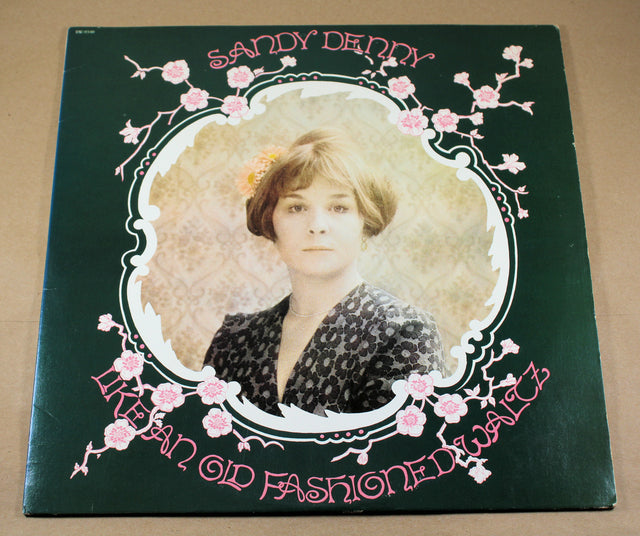 SANDY DENNY
LIKE AN OLD FASHIONED WALTZ